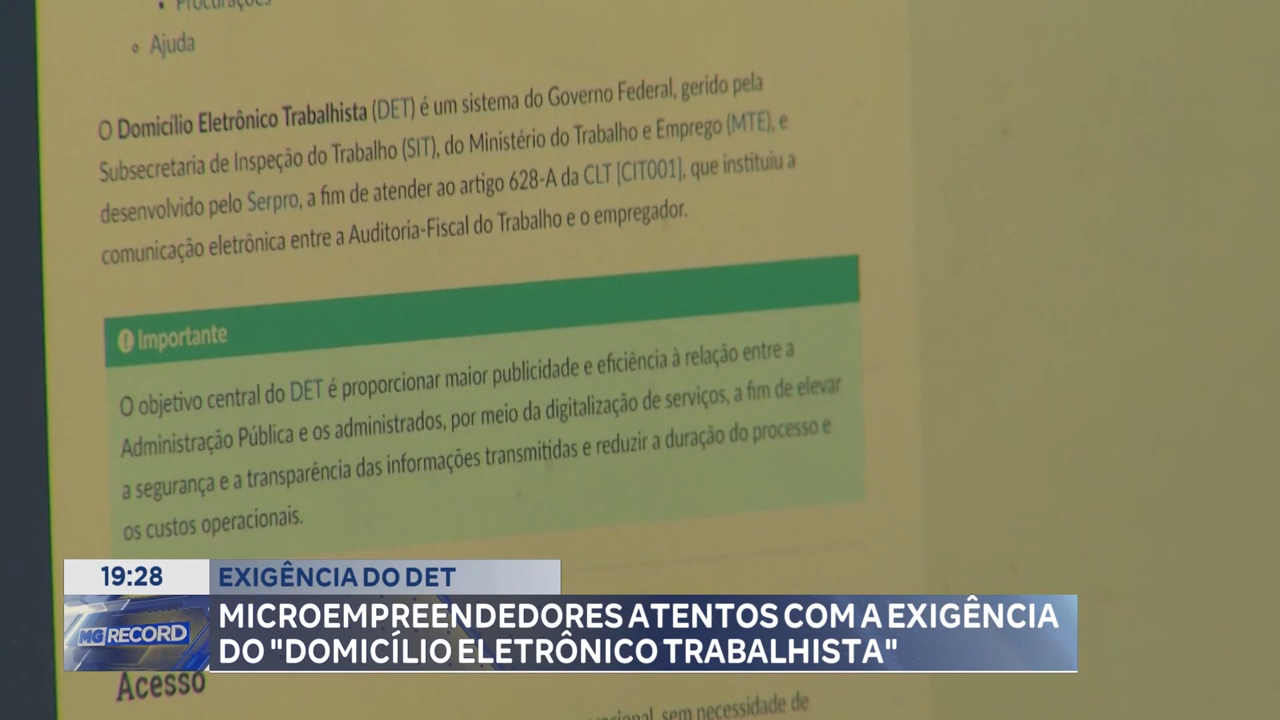 Procurações
Ajuda
O Domicílio Eletrônico Trabalhista (DET) é um sistema do Governo Federal, gerido pela
Subsecretaria de Inspeção do Trabalho (SIT), do Ministério do Trabalho e Emprego (MTE), e
desenvolvido pelo Serpro, a fim de atender ao artigo 628-A da CLT [CIT001], que instituiu a
comunicação eletrônica entre a Auditoria-Fiscal do Trabalho e o empregador.
Importante
O objetivo central do DET é proporcionar maior publicidade e eficiência à relação entre a
Administração Pública e os administrados, por meio da digitalização de serviços, a fim de elevar
a segurança e a transparência das informações transmitidas e reduzir a duração do processo e
os custos operacionais.
19:28
EXIGÊNCIA DO DET
MG RECORD
MICROEMPREENDEDORES ATENTOS COM A EXIGÊNCIA
DO "DOMICÍLIO ELETRÔNICO TRABALHISTA"
Acesso
sem necessidade de